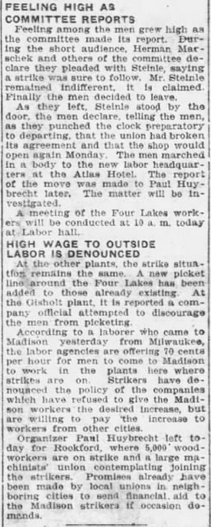 FEELING HIGH AS
COMMITTEE REPORTS
Feeling among the men grew high as
the committee made its report. Dur-
ing the short audience, Herman Mar-
schek and others of the committee de-
clare they pleaded with Steinle, saying
a strike was sure to follow. Mr. Steinle
remained indifferent, it is claimed.
Finally the men decided to leave.
As they left, Steinle stood by the
door, the men declare, telling the men,
as they punched the clock preparatory
to departing, that the union had broken
its agreement and that the shop would
open again Monday. The men marched
in a body to the new labor headquar-
ters at the Atlas Hotel. The report
of the move was made to Paul Huy-
brecht later. The matter will be in-
vestigated.
A meeting of the Four Lakes work-
ers will be conducted at 10 a. m. today
at Labor hall.
HIGH WAGE TO OUTSIDE
LABOR IS DENOUNCED
At the other plants, the strike situa-
tion remains the same. A new picket
line around the Four Lakes has been
added to those already existing. At
the Gisholt plant, it is reported a com-
pany official attempted to discourage
the men from picketing.
According to a laborer who came to
Madison yesterday from Milwaukee,
the labor agencies are offering 70 cents
per hour for men to come to Madison
to work in the plants here where
strikes are on. Strikers have de-
nounced the policy of the companies
which have refused to give the Madi-
son workers the desired increase, but
are willing to pay the increase to
workers from other cities.
Organizer Paul Huybrecht left to-
day for Rockford, where 5,000 wood-
workers are on strike and a large ma-
chinists' union contemplating joining
the strikers. Promises already have
been made by local unions in neigh-
boring cities to send financial aid to
the Madison strikers if occasion de-
mands.